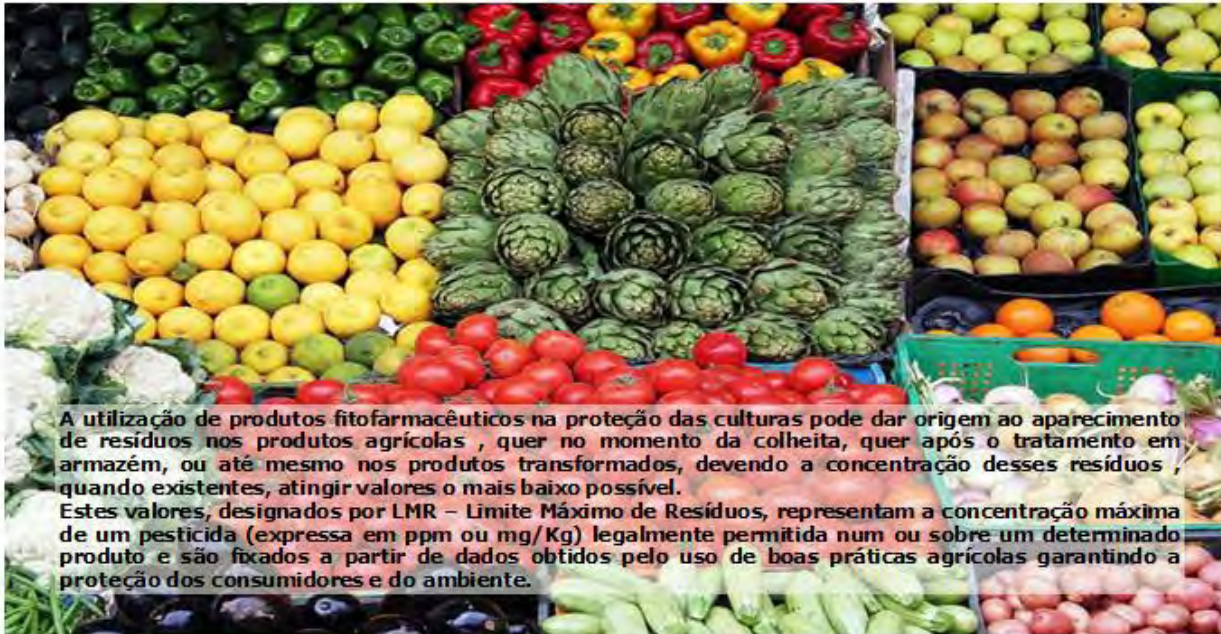 A utilização de produtos fitofarmacêuticos na proteção das culturas pode dar origem ao aparecimento
de resíduos nos produtos agrícolas , quer no momento da colheita, quer após o tratamento em
armazém, ou até mesmo nos produtos transformados, devendo a concentração desses resíduos ,
quando existentes, atingir valores o mais baixo possível.
Estes valores, designados por LMR – Limite Máximo de Resíduos, representam a concentração máxima
de um pesticida (expressa em ppm ou mg/Kg) legalmente permitida num ou sobre um determinado
produto e são fixados a partir de dados obtidos pelo uso de boas práticas agrícolas garantindo a
proteção dos consumidores e do ambiente.